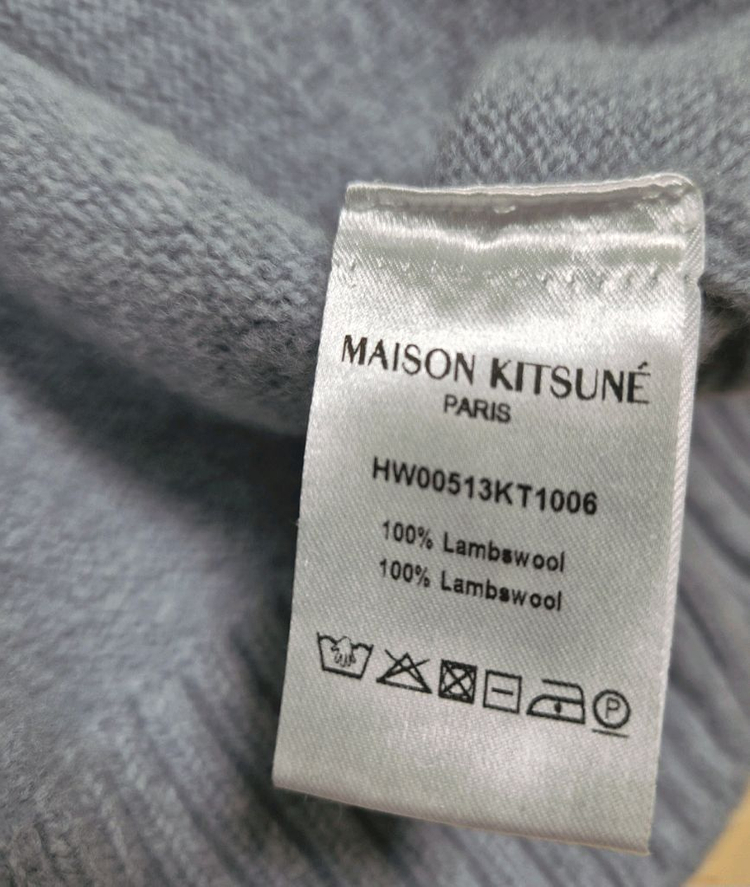 MAISON KITSUNÉ
PARIS
HW00513KT1006
100% Lambswool
100% Lambswool
P